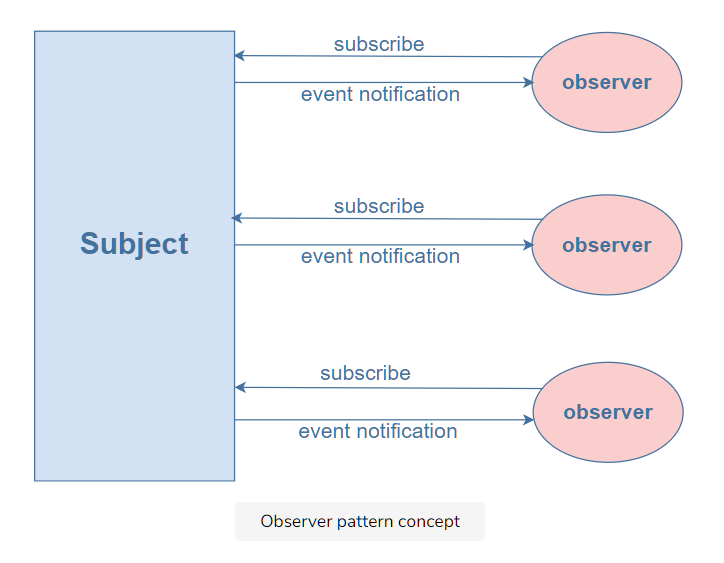 subscribe
observer
event notification
subscribe
Subject
observer
event notification
subscribe
observer
event notification
Observer pattern concept